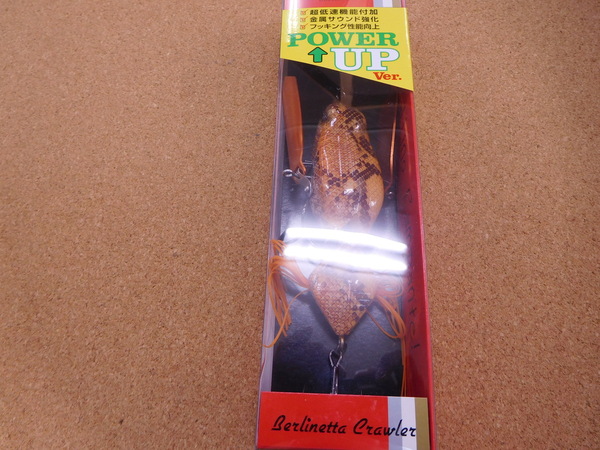 超低速機能付加
金属サウンド強化
フッキング性能向上
POWER
UP
Ver.
Berlinetta Crawler